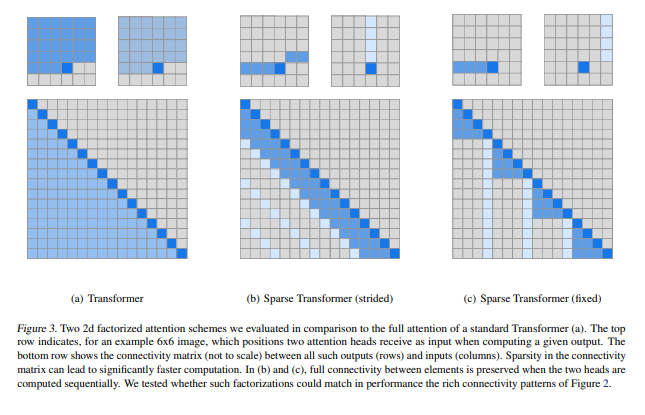 (a) Transformer
(b) Sparse Transformer (strided)
(c) Sparse Transformer (fixed)
Figure 3. Two 2d factorized attention schemes we evaluated in comparison to the full attention of a standard Transformer (a). The top
row indicates, for an example 6x6 image, which positions two attention heads receive as input when computing a given output. The
bottom row shows the connectivity matrix (not to scale) between all such outputs (rows) and inputs (columns). Sparsity in the connectivity
matrix can lead to significantly faster computation. In (b) and (c), full connectivity between elements is preserved when the two heads are
computed sequentially. We tested whether such factorizations could match in performance the rich connectivity patterns of Figure 2.